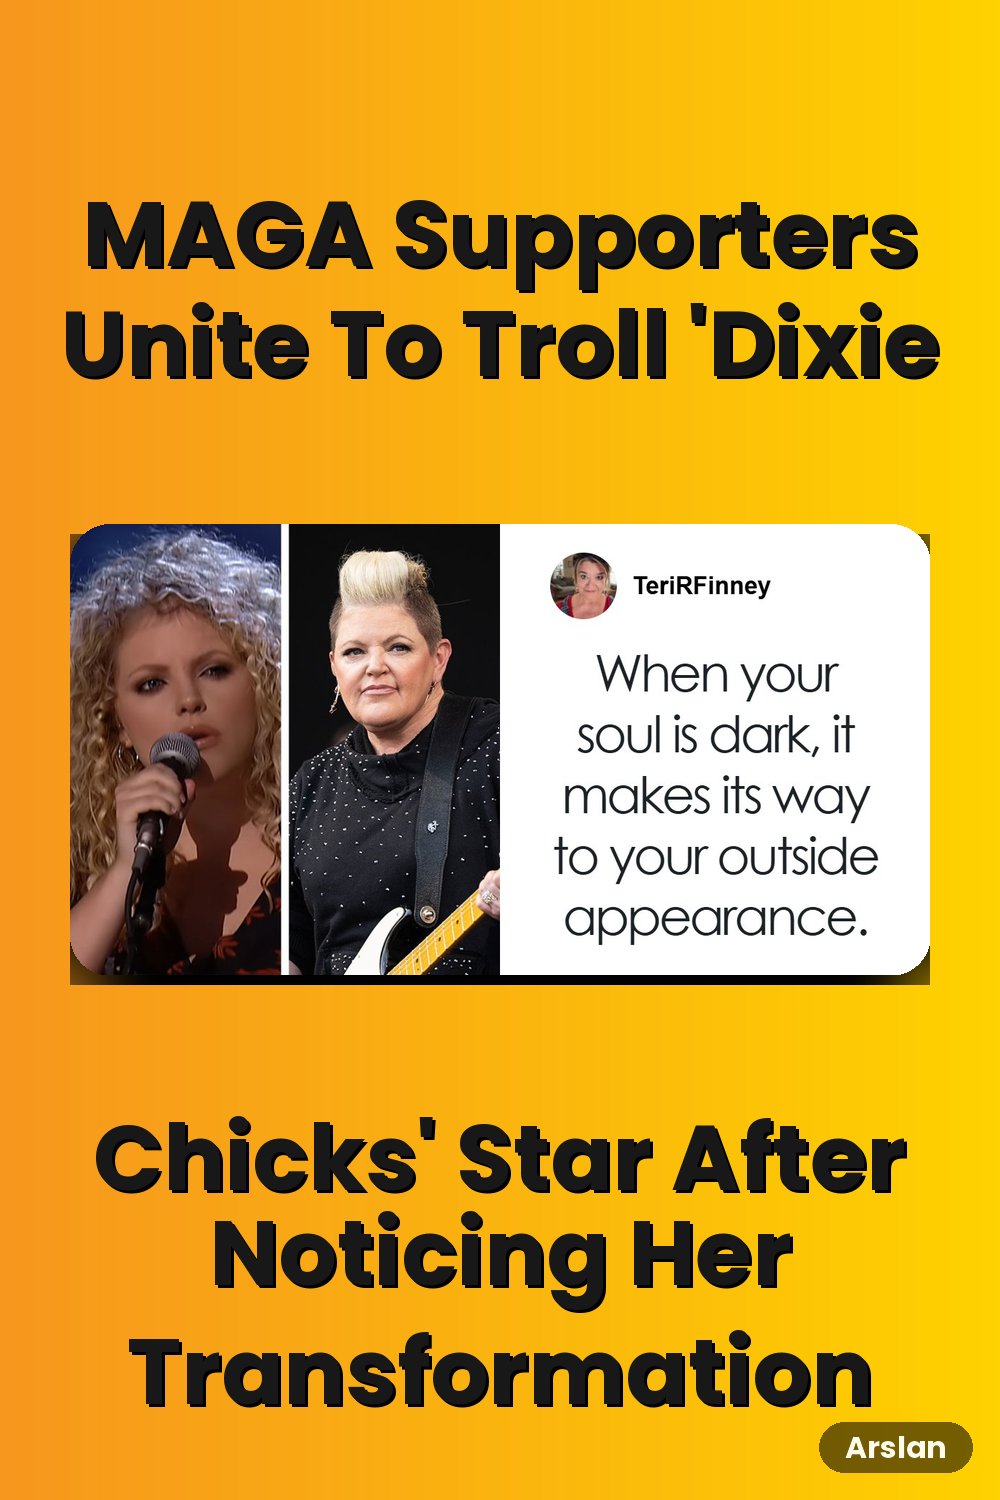 MAGA Supporters
Unite To Troll 'Dixie
TeriRFinney
When your
soul is dark, it
makes its way
to your outside
appearance.
Chicks' Star After
Noticing Her
Transformation
Arslan